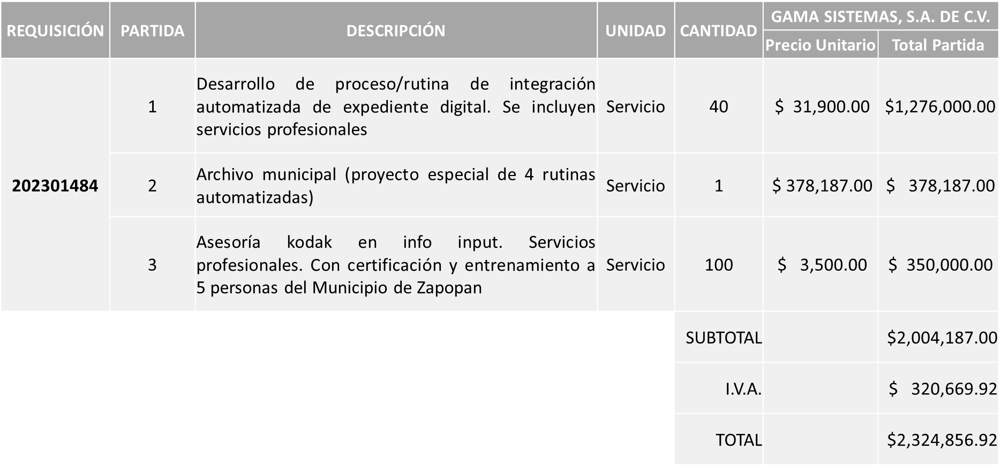 REQUISICIÓN PARTIDA DESCRIPCIÓN UNIDAD CANTIDAD GAMA SISTEMAS, S.A. DE C.V.
Precio Unitario Total Partida
202301484
1
Desarrollo de proceso/rutina de integración
automatizada de expediente digital. Se incluyen
servicios profesionales
Servicio 40 $ 31,900.00 $1,276,000.00
2
Archivo municipal (proyecto especial de 4 rutinas
automatizadas)
Servicio 1 $ 378,187.00 $ 378,187.00
3
Asesoría kodak en info input. Servicios
profesionales. Con certificación y entrenamiento a
5 personas del Municipio de Zapopan
Servicio 100 $ 3,500.00 $ 350,000.00
SUBTOTAL $2,004,187.00
I.V.A. $ 320,669.92
TOTAL $2,324,856.92